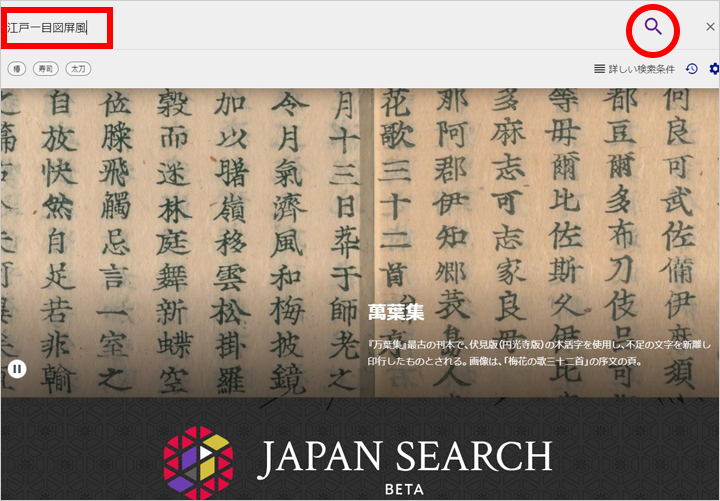 江戸一目図屏風
椿
寿司
太刀
詳しい検索条件
何良可武佐備伊須
都豆爾多布刀伎
等毋爾比佐斯久伊
多麻志可志家良
那阿郡伊知郷蓑
花歌三十二首
月十三日萃于師老之
令月氣濟風和梅披鏡
加以曙嶺移雲松掛羅
縠而迷林庭舞新蝶空
促膝飛觴忘言一室之
自放快然自足若非翰
萬葉集
『万葉集』最古の刊本で、伏見版(円光寺版)の木活字を使用し、不足の文字を新雕し
印行したものとされる。画像は、「梅花の歌三十二首」の序文の頁。
JAPAN SEARCH
BETA